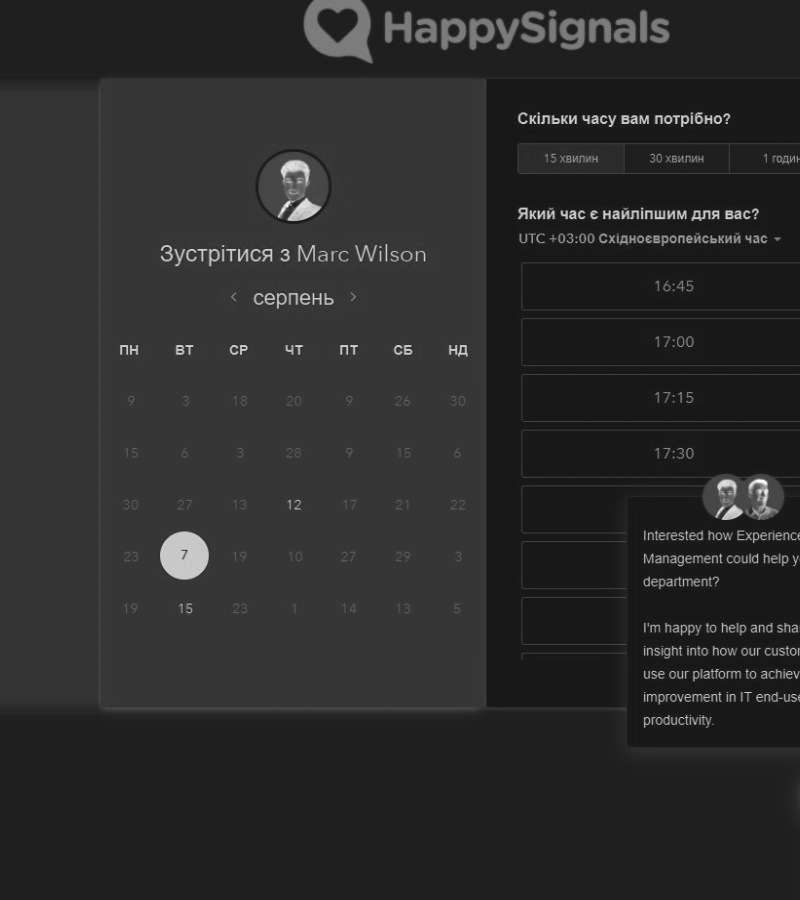 HappySignals
Зустрітися з Marc Wilson
серпень
ПН ВТ СР ЧТ ПТ СБ НД
9 3 18 20 9 26 30
15 6 3 28 9 15 6
30 27 13 12 17 21 22
23 7 19 10 27 29 3
19 15 23 1 14 13 5
Скільки часу вам потрібно?
15 хвилин 30 хвилин 1 годин
Який час є найліпшим для вас?
UTC +03:00 Східноєвропейський час
16:45
17:00
17:15
17:30
Interested how Experience
Management could help y
department?
I'm happy to help and shar
insight into how our custon
use our platform to achiev
improvement in IT end-use
productivity.